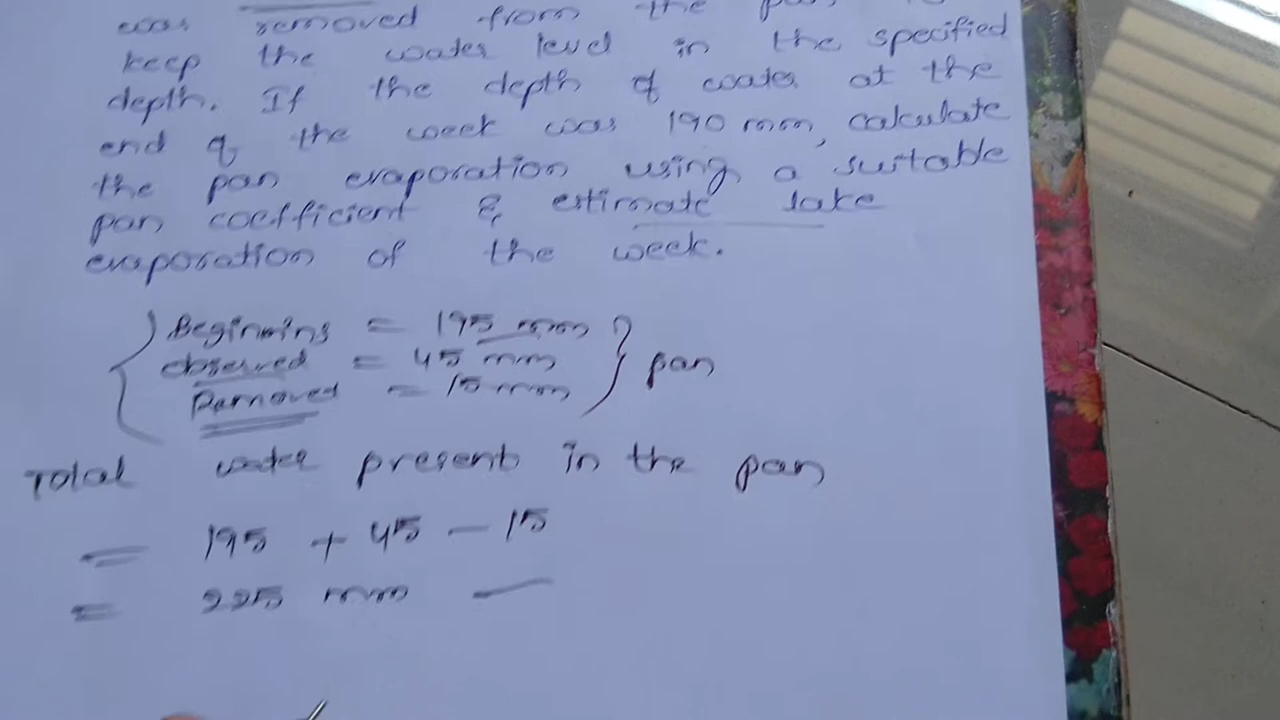 was removed from the pan to
keep the water level in the specified
depth. If the depth of water at the
end of the week was 190 mm, calculate
the pan evaporation using a suitable
pan coefficient & estimate lake
evaporation of the week.
Beginning = 195 mm
observed = 45 mm
Removed = 15 mm
pan
Total water present in the pan
= 195 + 45 - 15
= 225 mm